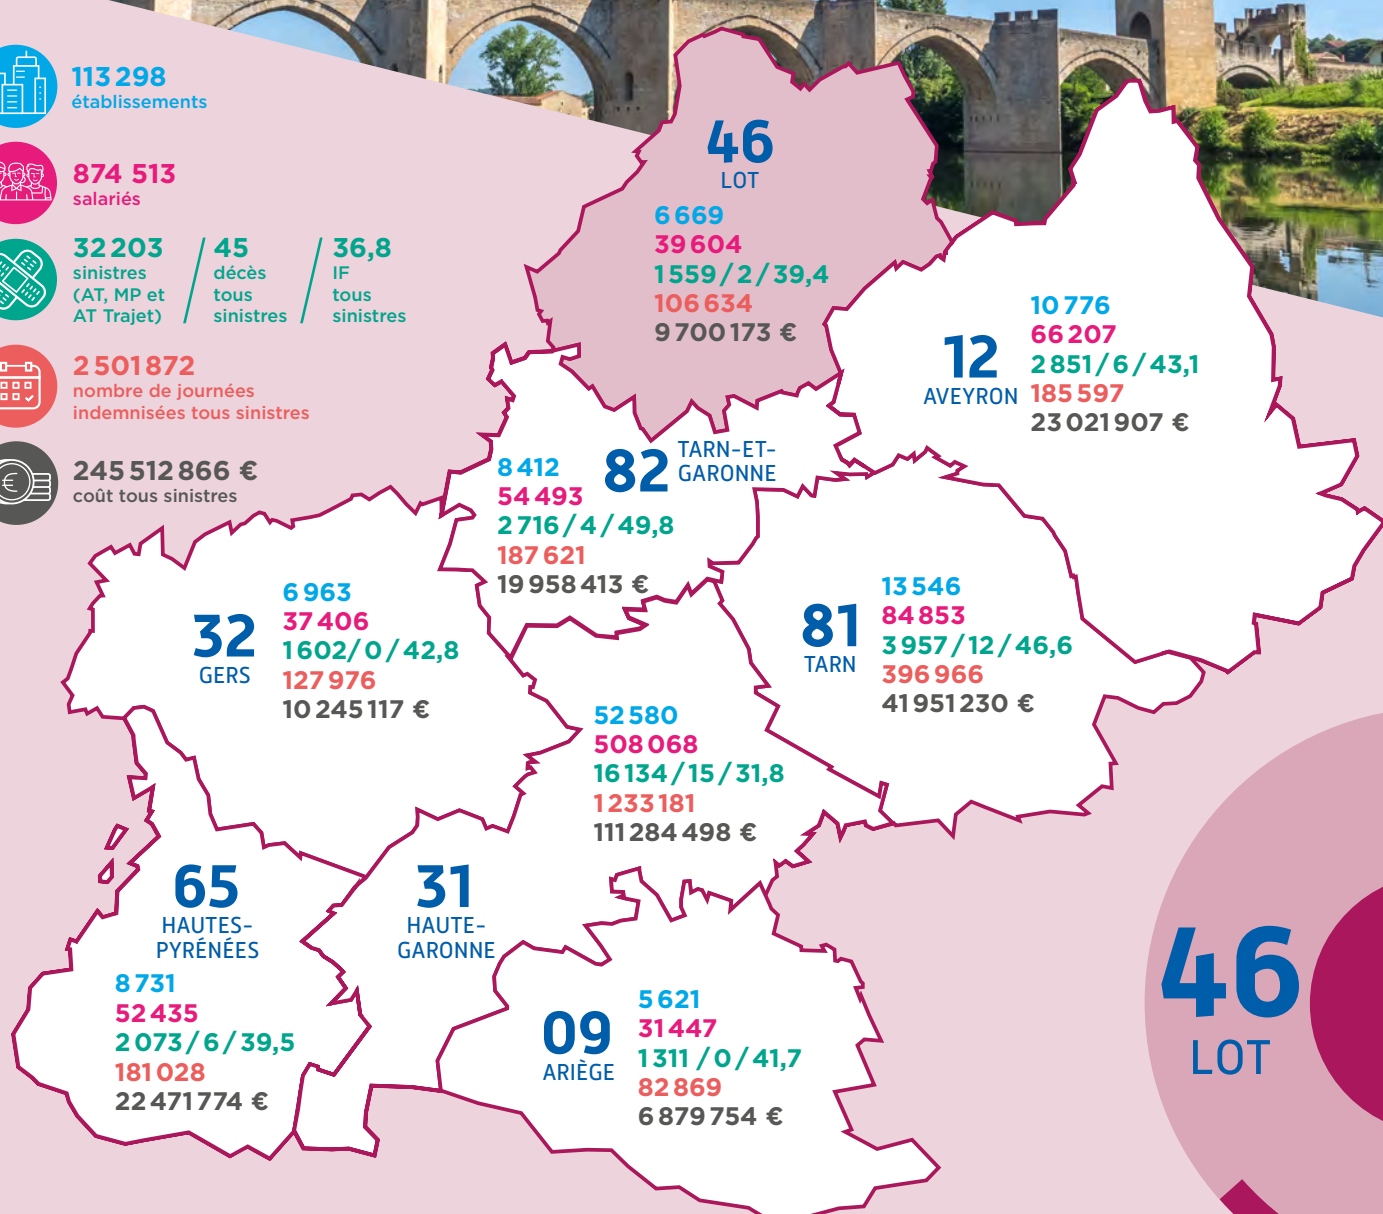 113 298
établissements
874 513
salariés
32 203 / 45 / 36,8
sinistres
(AT, MP et
AT Trajet)
décès
tous
sinistres
IF
tous
sinistres
2 501 872
nombre de journées
indemnisées tous sinistres
245 512 866 €
coût tous sinistres
46
LOT
6 669
39 604
1 559 / 2 / 39,4
106 634
9 700 173 €
12
AVEYRON
10 776
66 207
2 851 / 6 / 43,1
185 597
23 021 907 €
82
TARN-ET-
GARONNE
8 412
54 493
2 716 / 4 / 49,8
187 621
19 958 413 €
32
GERS
6 963
37 406
1 602 / 0 / 42,8
127 976
10 245 117 €
81
TARN
13 546
84 853
3 957 / 12 / 46,6
396 966
41 951 230 €
31
HAUTE-
GARONNE
52 580
508 068
16 134 / 15 / 31,8
1 233 181
111 284 498 €
65
HAUTES-
PYRÉNÉES
8 731
52 435
2 073 / 6 / 39,5
181 028
22 471 774 €
09
ARIÈGE
5 621
31 447
1 311 / 0 / 41,7
82 869
6 879 754 €
46
LOT